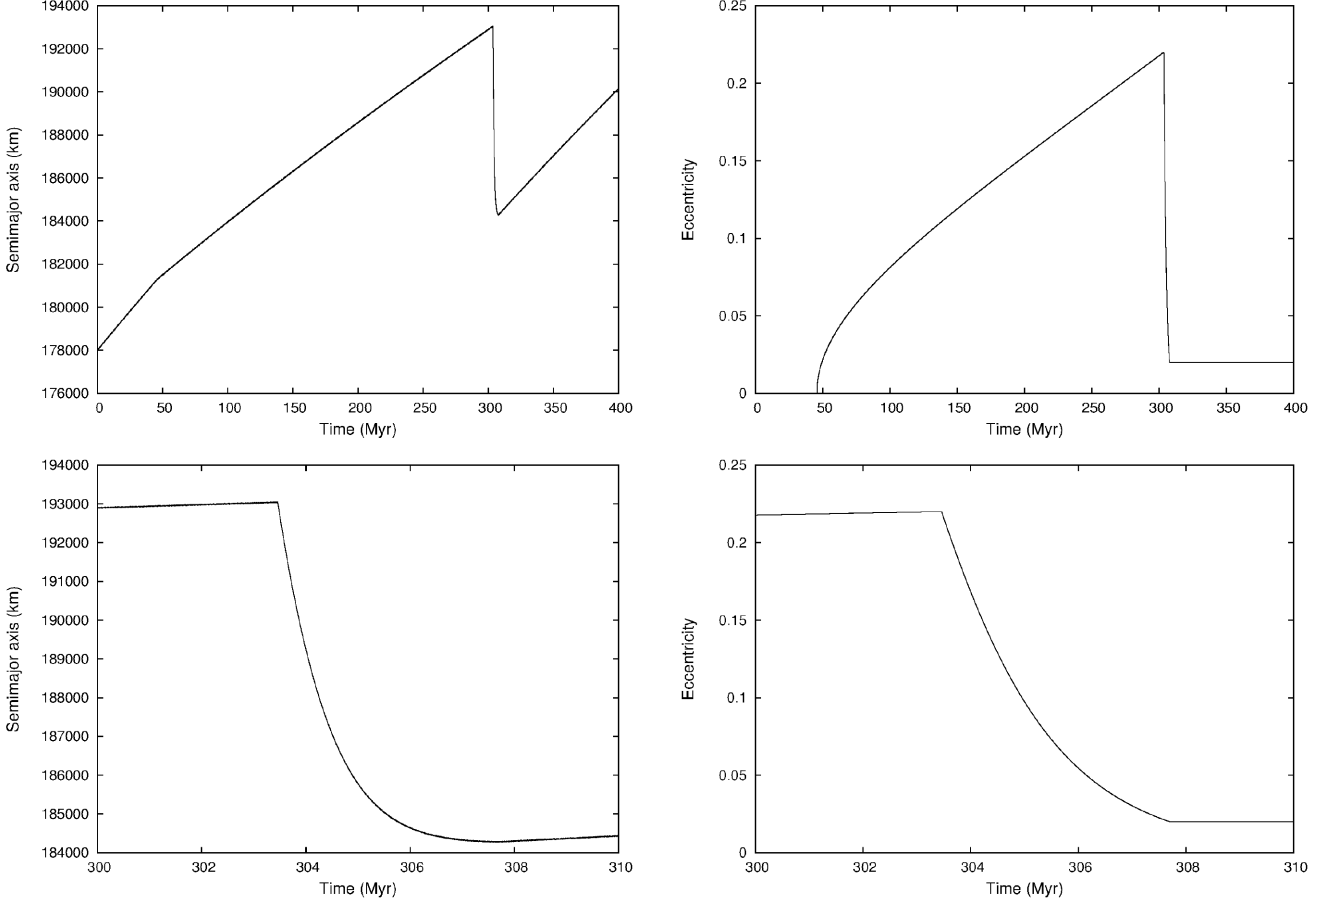 194000
192000
190000
188000
186000
184000
182000
180000
178000
176000
Semimajor axis (km)
0 50 100 150 200 250 300 350 400
Time (Myr)
0.25
0.2
0.15
0.1
0.05
0
Eccentricity
0 50 100 150 200 250 300 350 400
Time (Myr)
194000
193000
192000
191000
190000
189000
188000
187000
186000
185000
184000
Semimajor axis (km)
300 302 304 306 308 310
Time (Myr)
0.25
0.2
0.15
0.1
0.05
0
Eccentricity
300 302 304 306 308 310
Time (Myr)